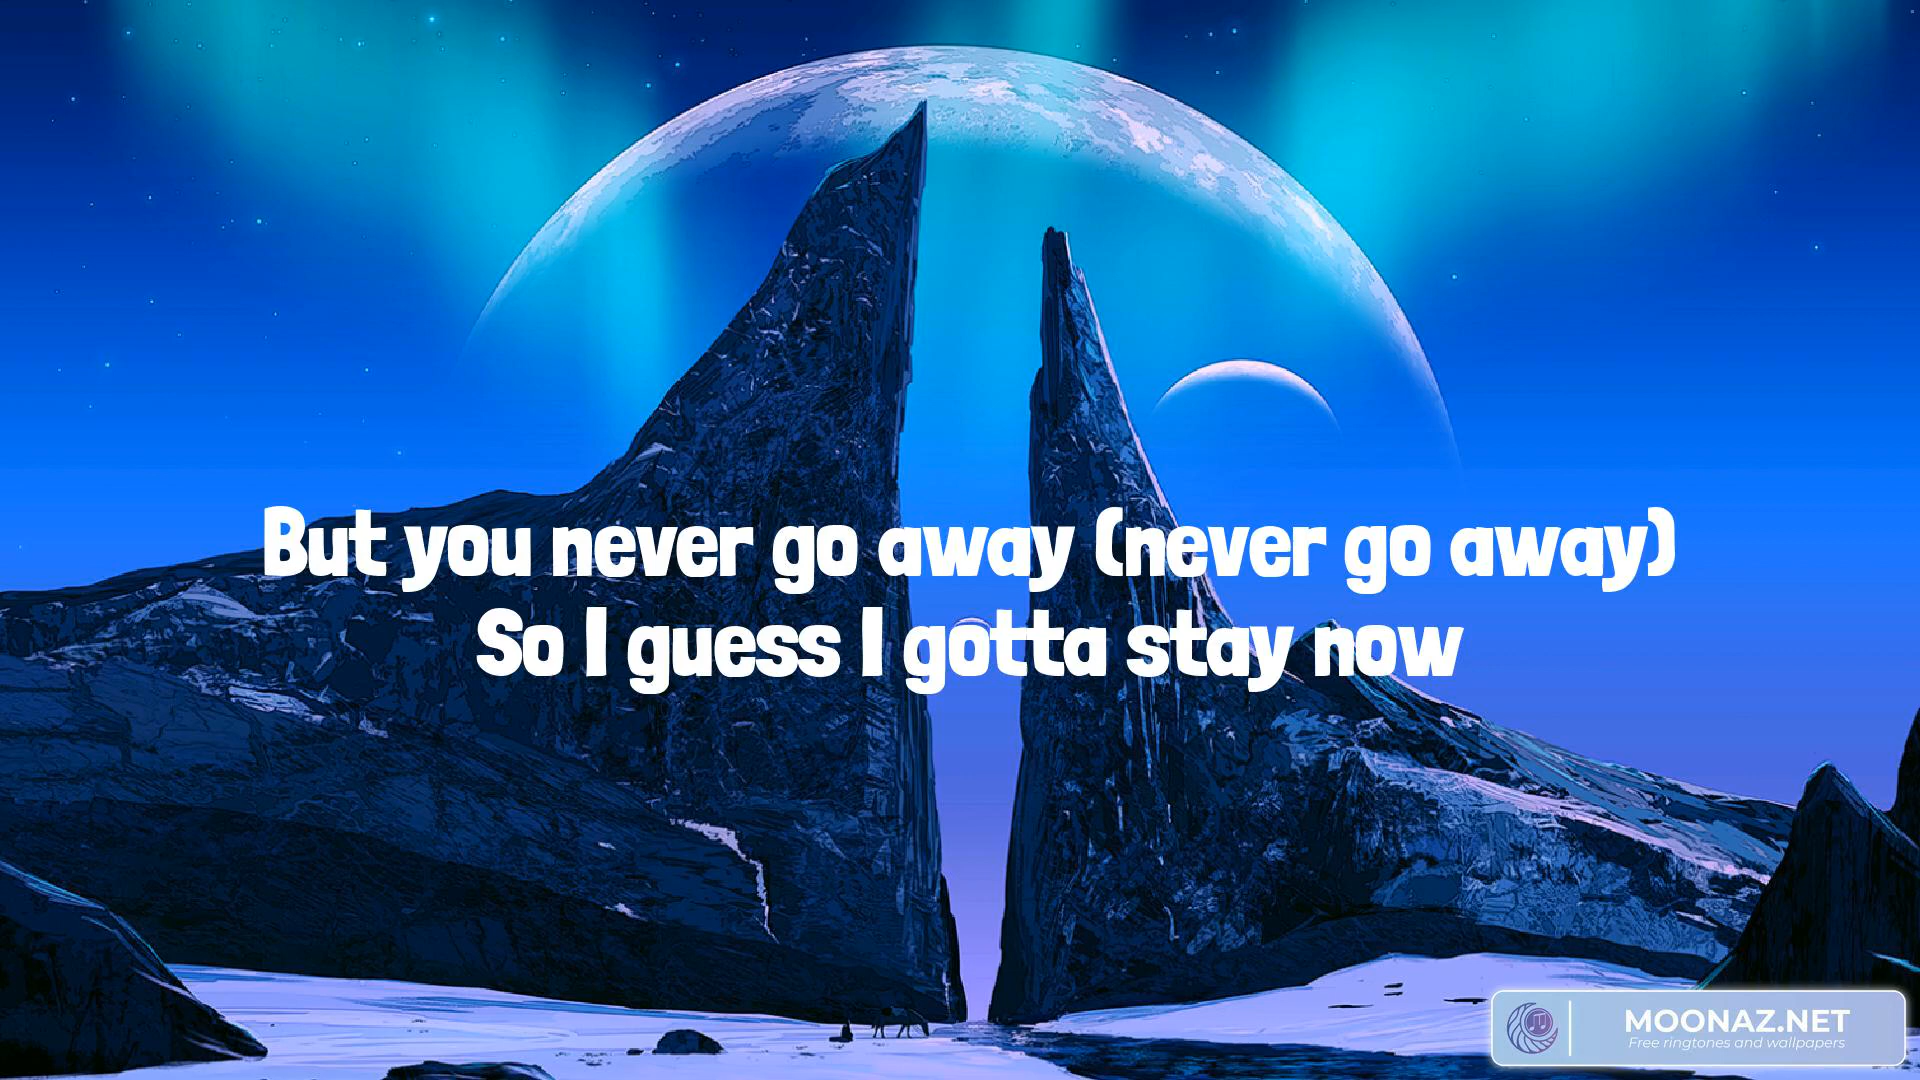 But you never go away (never go away)
So I guess I gotta stay now
MOONAZ.NET
Free ringtones and wallpapers